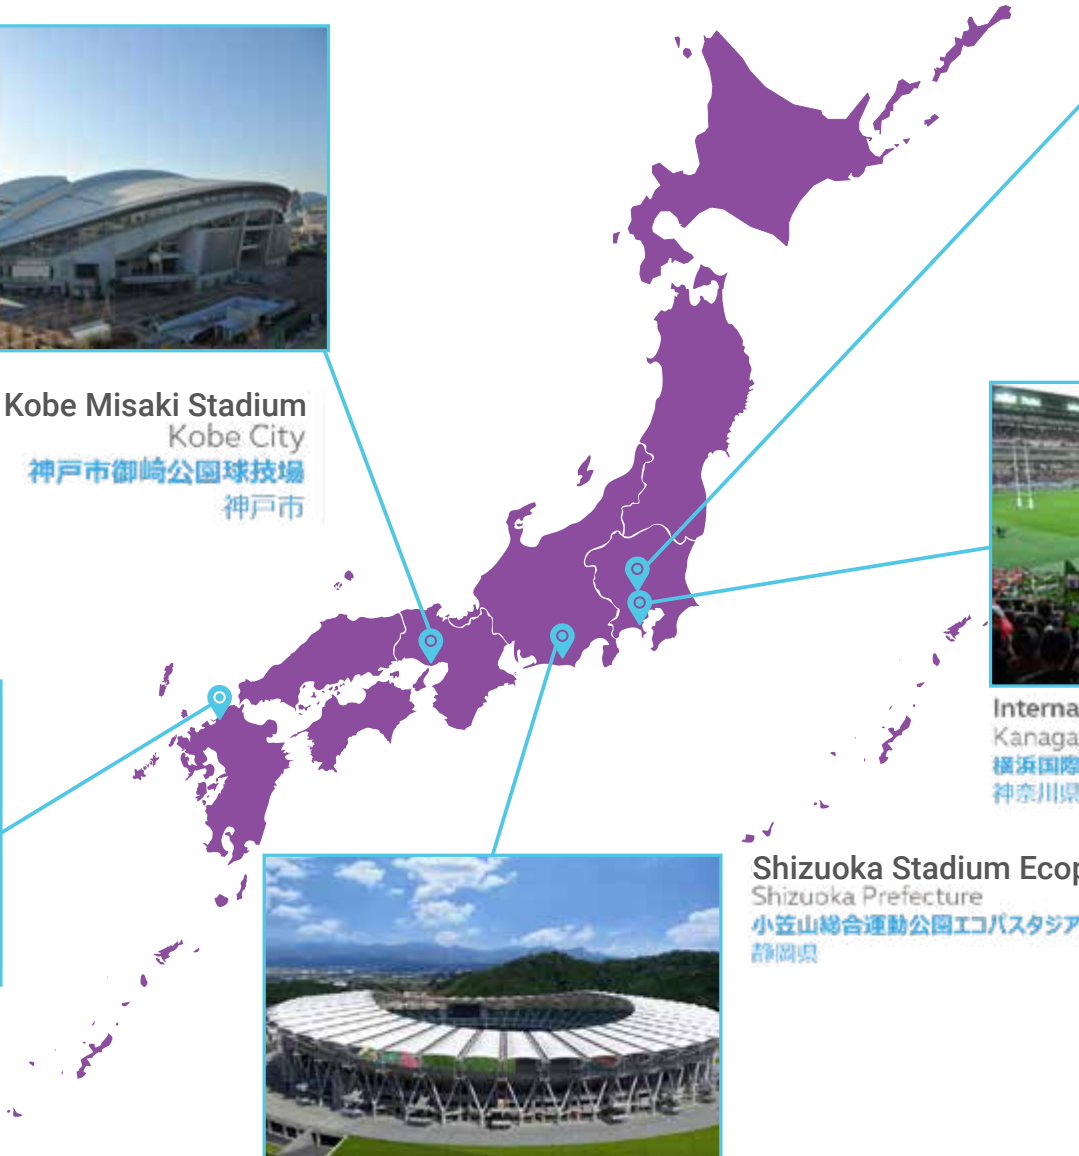 Kobe Misaki Stadium
Kobe City
神戸市御崎公園球技場
神戸市
Interna
Kanaga
横浜国際
神奈川県
Shizuoka Stadium Ecop
Shizuoka Prefecture
小笠山総合運動公園エコパスタジア
静岡県